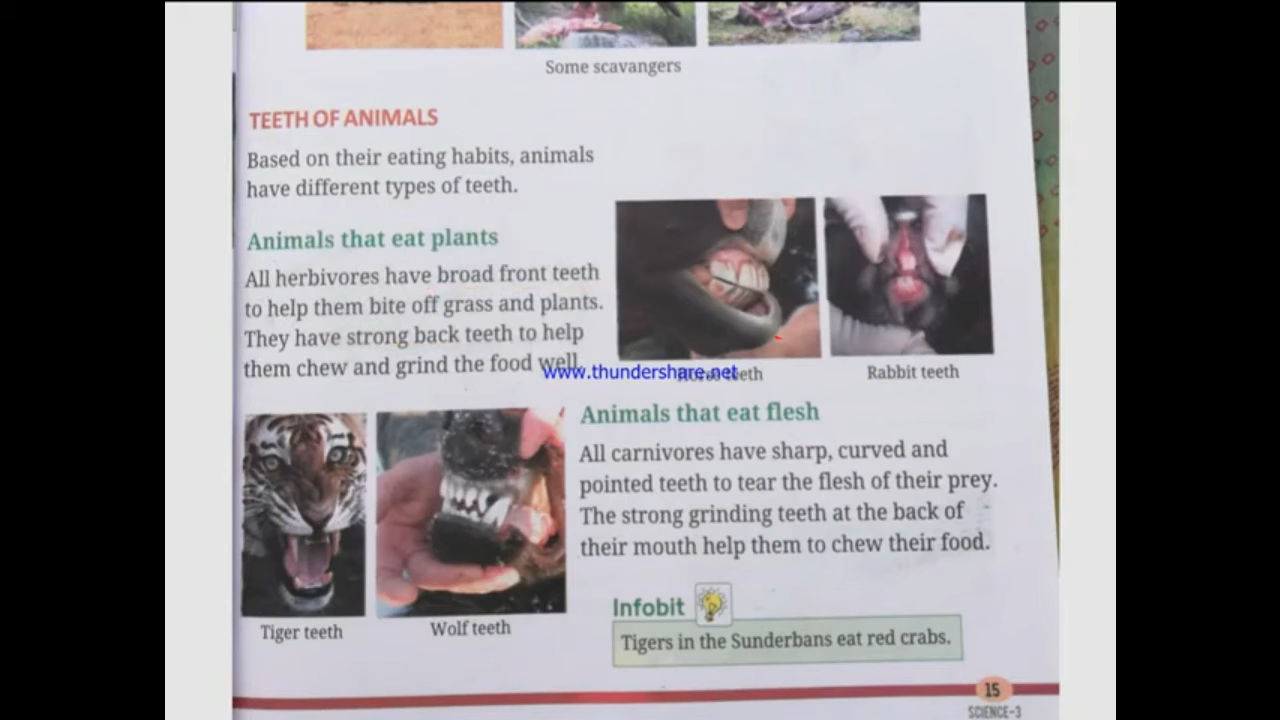 Some scavangers
TEETH OF ANIMALS
Based on their eating habits, animals
have different types of teeth.
Animals that eat plants
All herbivores have broad front teeth
to help them bite off grass and plants.
They have strong back teeth to help
them chew and grind the food well.
www.thundershare.net
teeth
Rabbit teeth
Animals that eat flesh
All carnivores have sharp, curved and
pointed teeth to tear the flesh of their prey.
The strong grinding teeth at the back of
their mouth help them to chew their food.
Tiger teeth
Wolf teeth
Infobit
Tigers in the Sunderbans eat red crabs.
15
SCIENCE-3